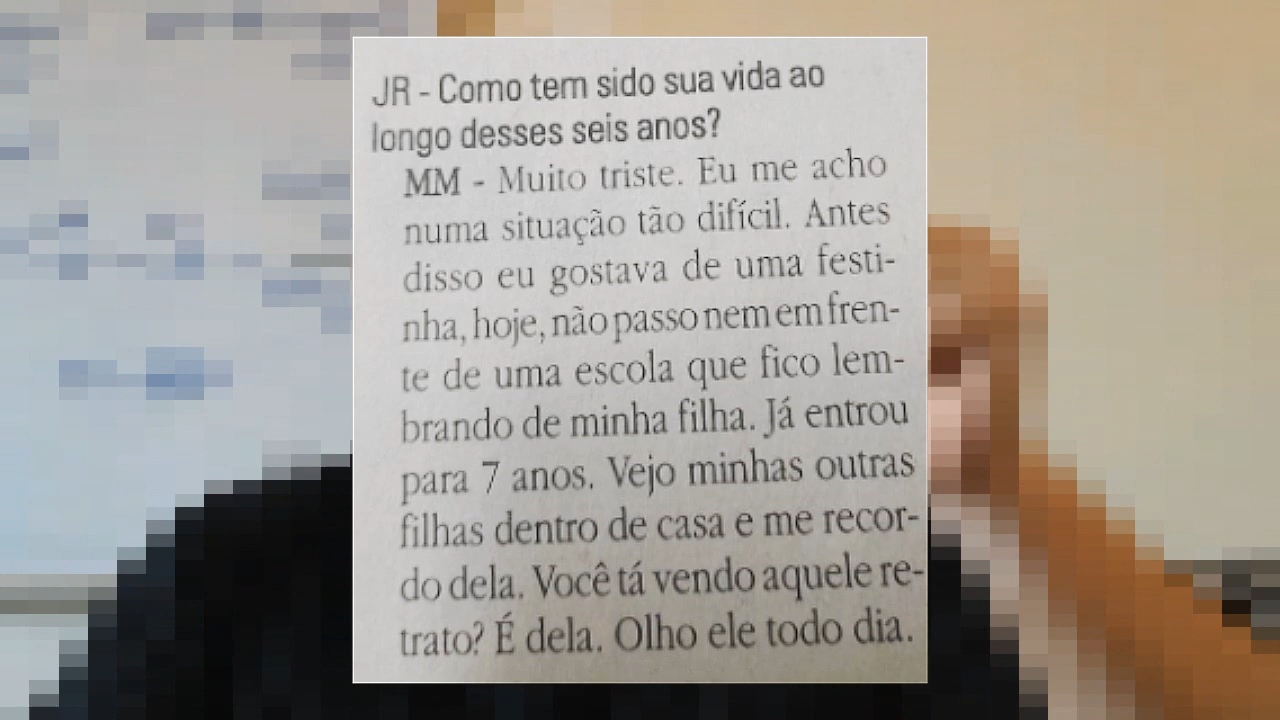 JR - Como tem sido sua vida ao
longo desses seis anos?
MM - Muito triste. Eu me acho
numa situação tão difícil. Antes
disso eu gostava de uma festi-
nha, hoje, não passo nem em fren-
te de uma escola que fico lem-
brando de minha filha. Já entrou
para 7 anos. Vejo minhas outras
filhas dentro de casa e me recor-
do dela. Você tá vendo aquele re-
trato? É dela. Olho ele todo dia.